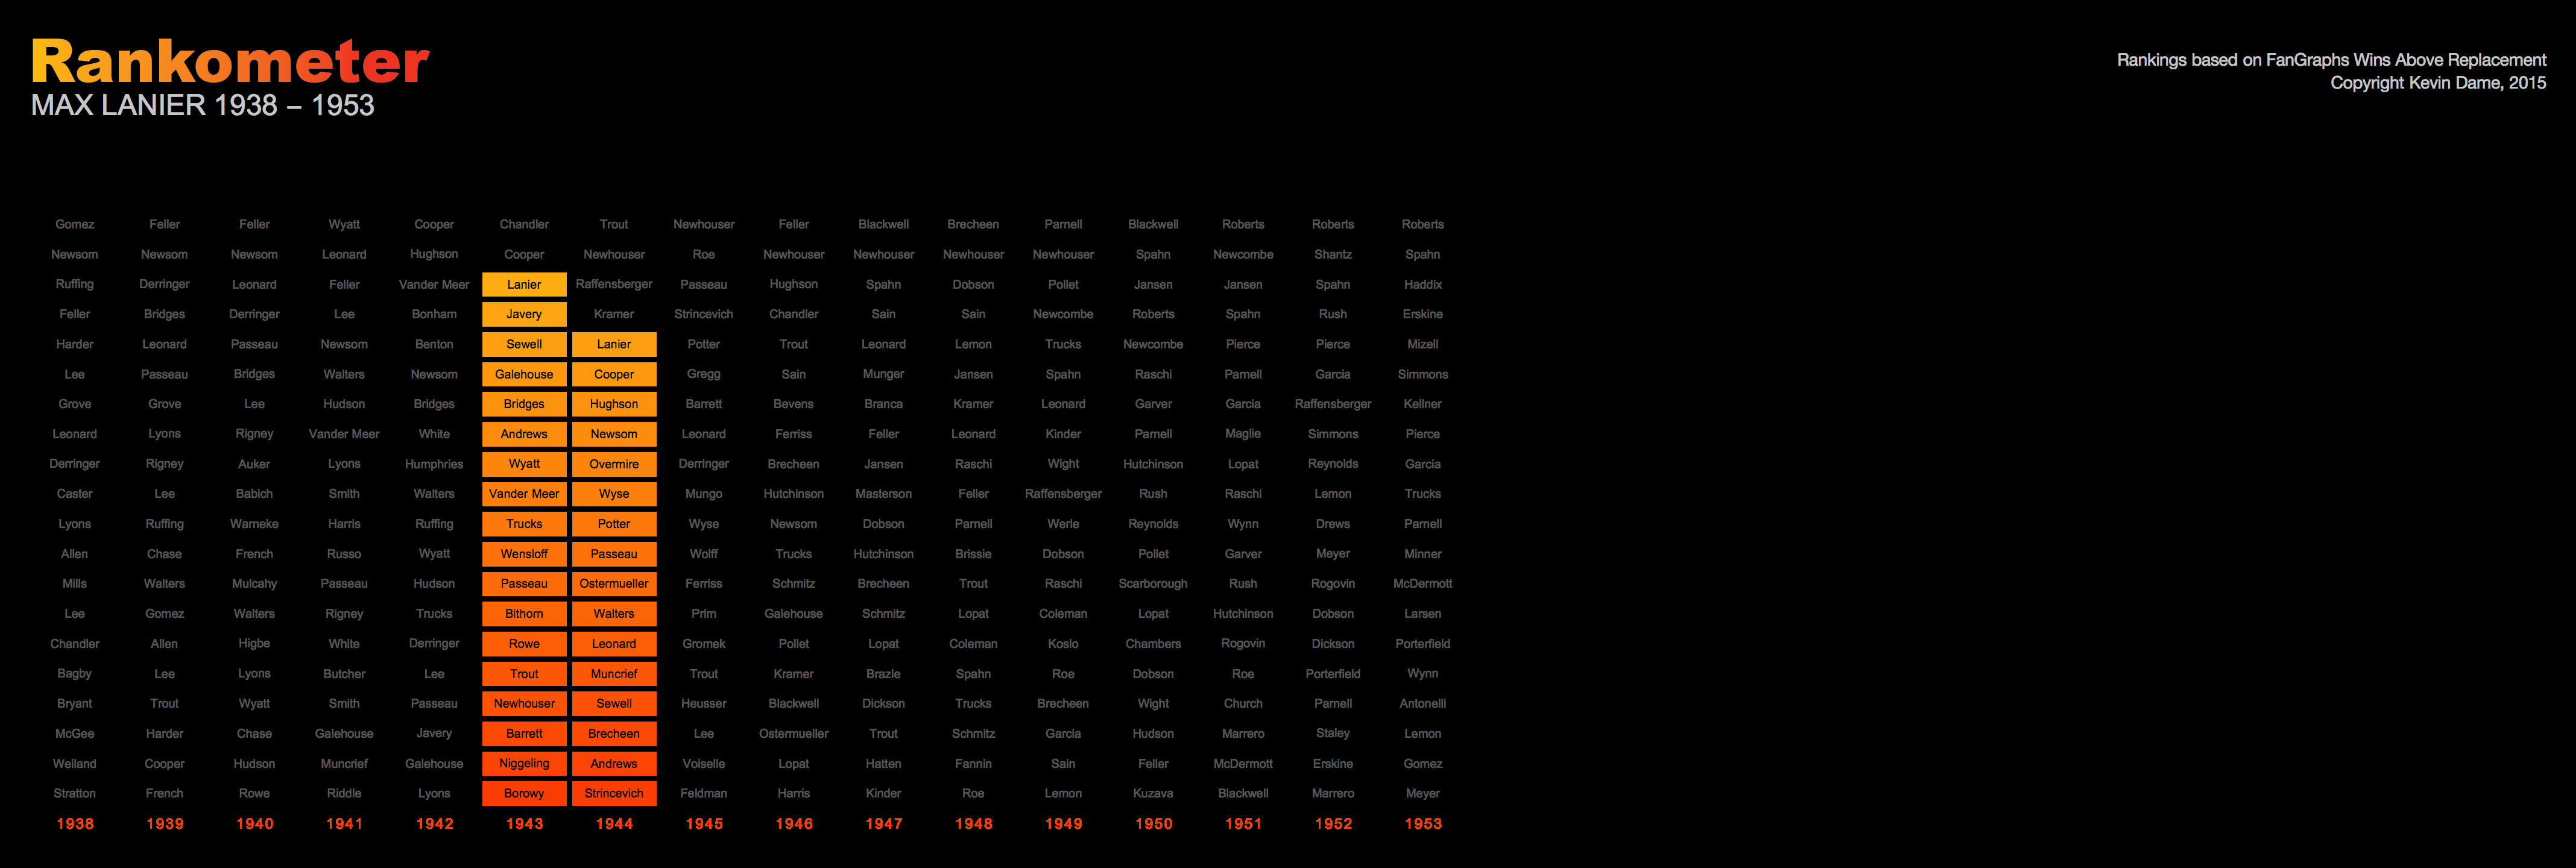 Rankometer
MAX LANIER 1938 – 1953
Rankings based on FanGraphs Wins Above Replacement
Copyright Kevin Dame, 2015
Gomez Feller Feller Wyatt Cooper Chandler Trout Newhouser Feller Blackwell Brecheen Parnell Blackwell Roberts Roberts Roberts
Newsom Newsom Newsom Leonard Hughson Cooper Newhouser Roe Newhouser Newhouser Newhouser Newhouser Spahn Newcombe Shantz Spahn
Ruffing Derringer Leonard Feller Vander Meer Lanier Raffensberger Passeau Hughson Spahn Dobson Pollet Jansen Jansen Spahn Haddix
Feller Bridges Derringer Lee Bonham Javery Kramer Strincevich Chandler Sain Sain Newcombe Roberts Spahn Rush Erskine
Harder Leonard Passeau Newsom Benton Sewell Lanier Potter Trout Leonard Lemon Trucks Newcombe Pierce Pierce Mizell
Lee Passeau Bridges Walters Newsom Galehouse Cooper Gregg Sain Munger Jansen Spahn Raschi Parnell Garcia Simmons
Grove Grove Lee Hudson Bridges Bridges Hughson Barrett Bevens Branca Kramer Leonard Garver Garcia Raffensberger Kellner
Leonard Lyons Rigney Vander Meer White Andrews Newsom Leonard Ferriss Feller Leonard Kinder Parnell Maglie Simmons Pierce
Derringer Rigney Auker Lyons Humphries Wyatt Overmire Derringer Brecheen Jansen Raschi Wight Hutchinson Lopat Reynolds Garcia
Caster Lee Babich Smith Walters Vander Meer Wyse Mungo Hutchinson Masterson Feller Raffensberger Rush Raschi Lemon Trucks
Lyons Ruffing Warneke Harris Ruffing Trucks Potter Wyse Newsom Dobson Parnell Werle Reynolds Wynn Drews Parnell
Allen Chase French Russo Wyatt Wensloff Passeau Wolff Trucks Hutchinson Brissie Dobson Pollet Garver Meyer Minner
Mills Walters Mulcahy Passeau Hudson Passeau Ostermueller Ferriss Schmitz Brecheen Trout Raschi Scarborough Rush Rogovin McDermott
Lee Gomez Walters Rigney Trucks Bithorn Walters Prim Galehouse Schmitz Lopat Coleman Lopat Hutchinson Dobson Larsen
Chandler Allen Higbe White Derringer Rowe Leonard Gromek Pollet Lopat Coleman Koslo Chambers Rogovin Dickson Porterfield
Bagby Lee Lyons Butcher Lee Trout Muncrief Trout Kramer Brazle Spahn Roe Dobson Roe Porterfield Wynn
Bryant Trout Wyatt Smith Passeau Newhouser Sewell Heusser Blackwell Dickson Trucks Brecheen Wight Church Parnell Antonelli
McGee Harder Chase Galehouse Javery Barrett Brecheen Lee Ostermueller Trout Schmitz Garcia Hudson Marrero Staley Lemon
Weiland Cooper Hudson Muncrief Galehouse Niggeling Andrews Voiselle Lopat Hatten Fannin Sain Feller McDermott Erskine Gomez
Stratton French Rowe Riddle Lyons Borowy Strincevich Feldman Harris Kinder Roe Lemon Kuzava Blackwell Marrero Meyer
1938 1939 1940 1941 1942 1943 1944 1945 1946 1947 1948 1949 1950 1951 1952 1953